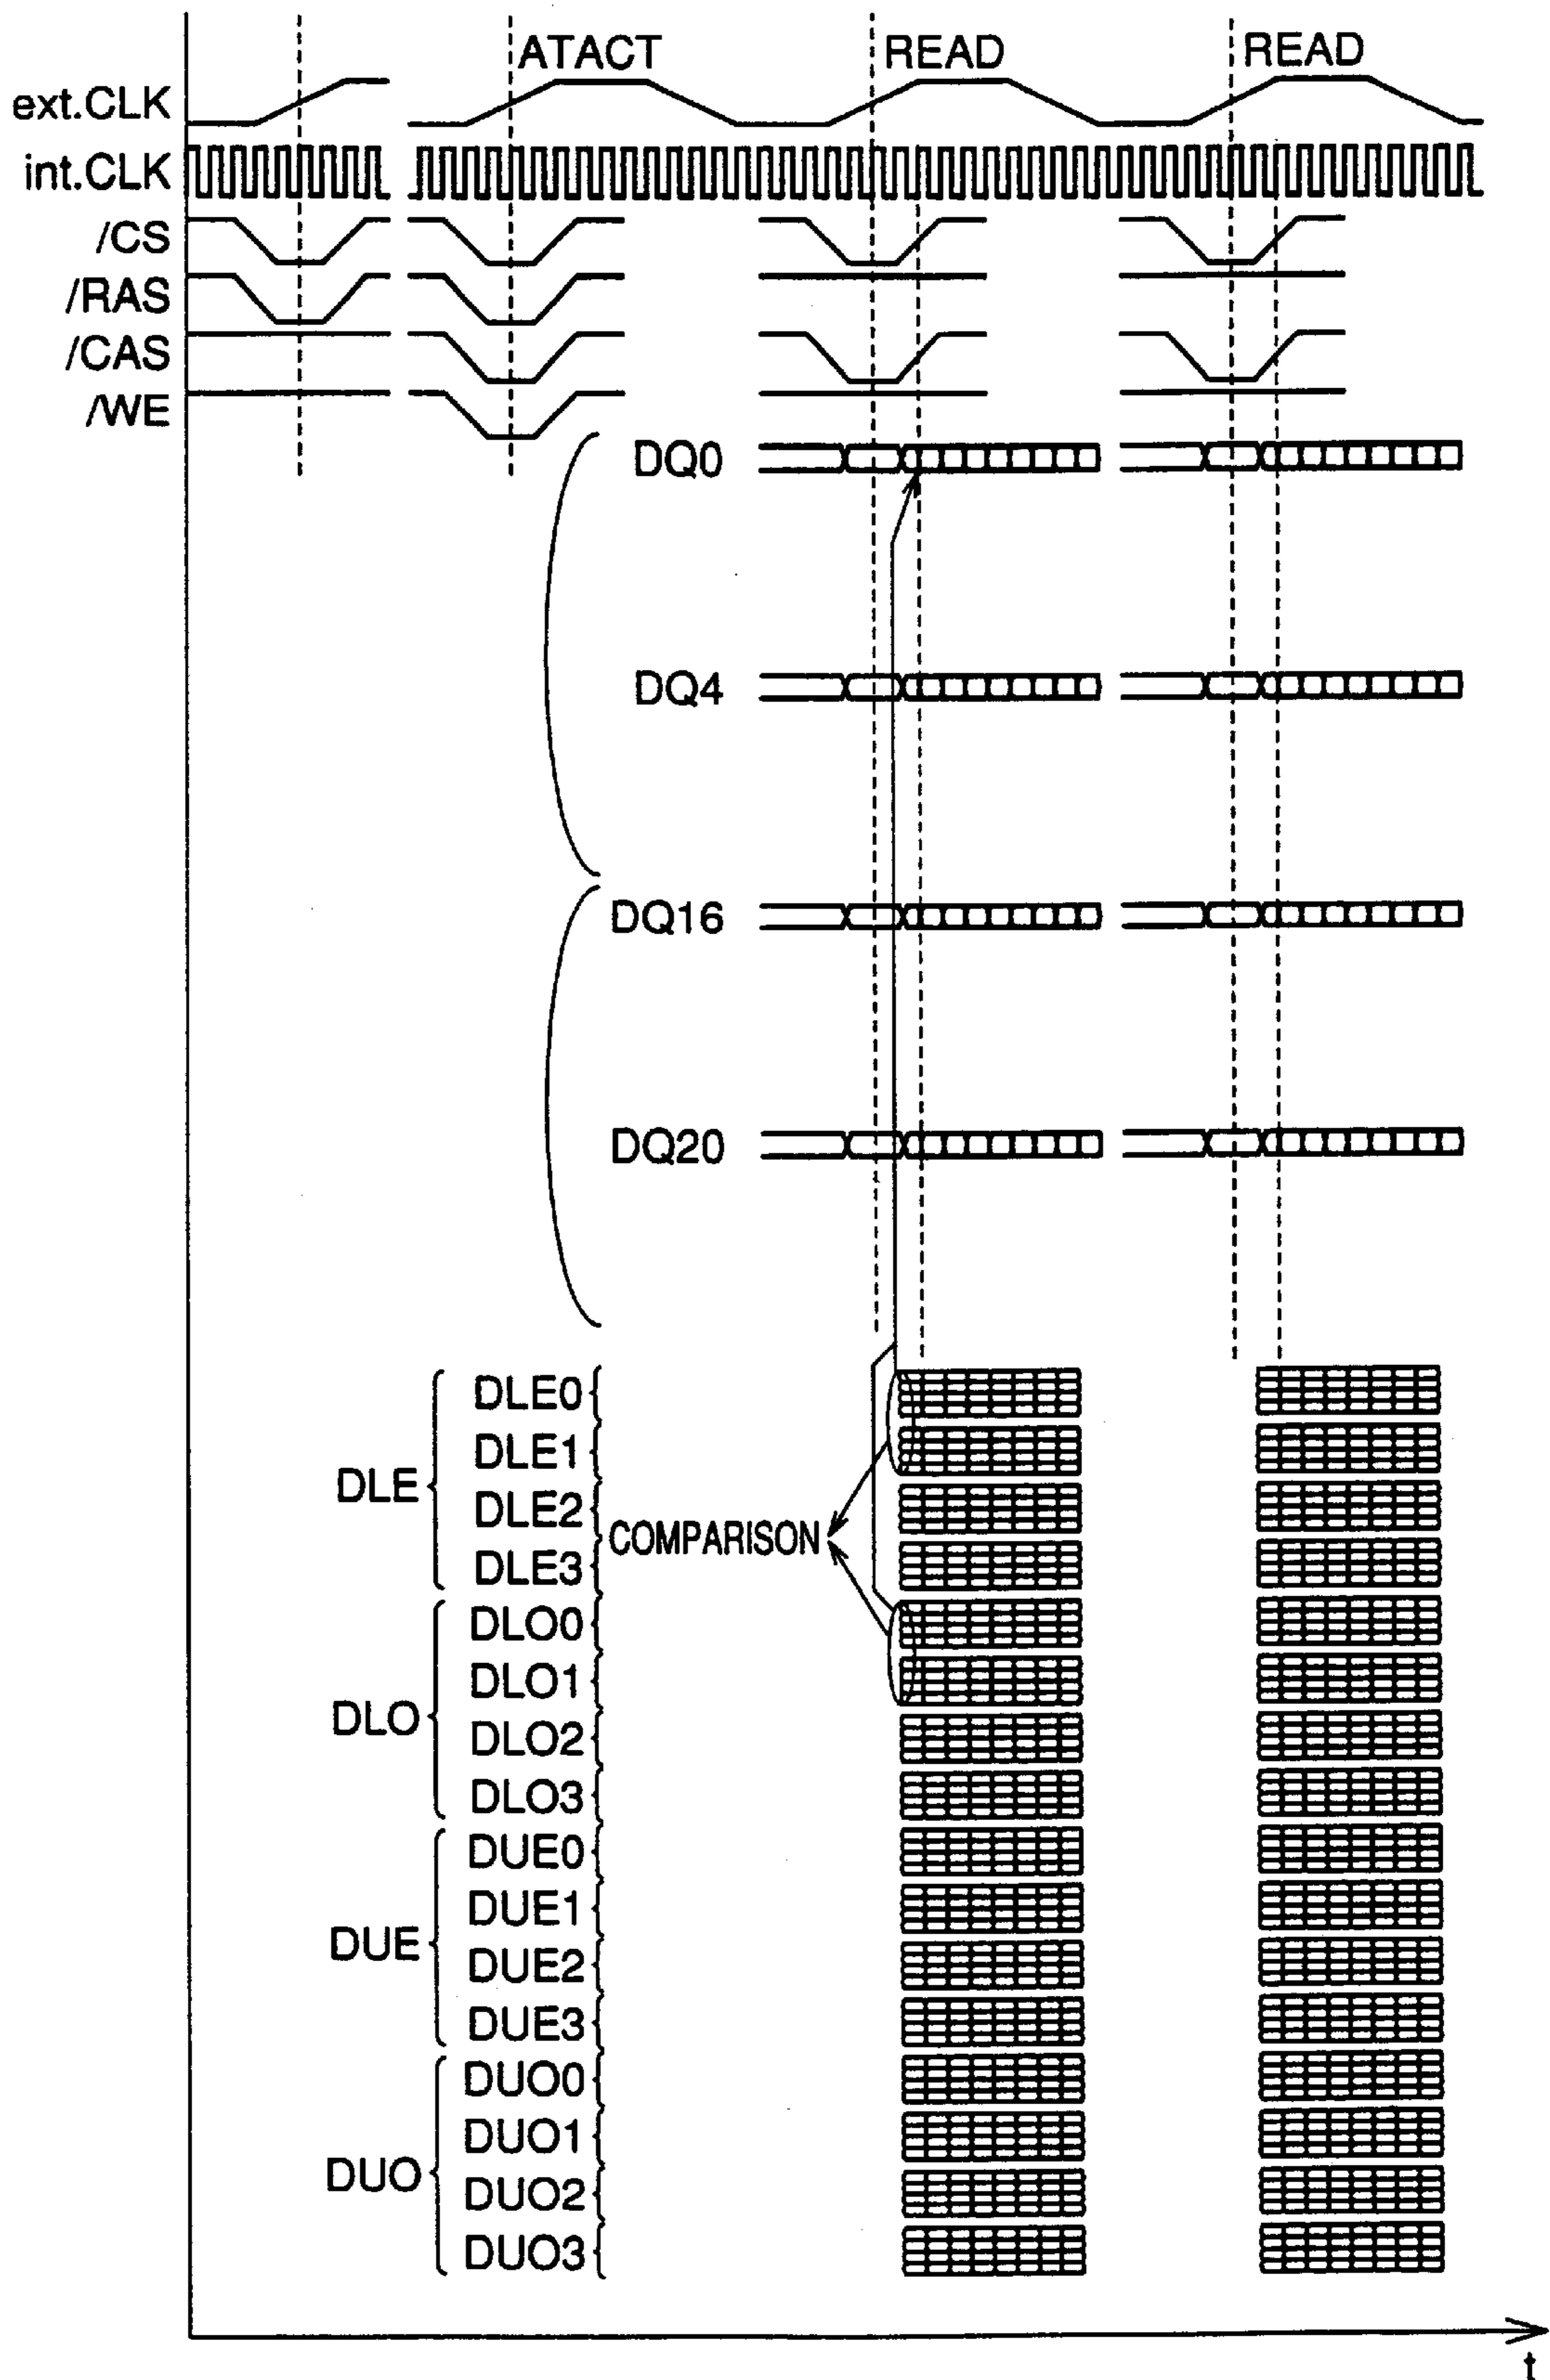 ATACT READ READ
ext.CLK
int.CLK
/CS
/RAS
/CAS
/WE
DQ0
DQ4
DQ16
DQ20
DLE0
DLE1
DLE
DLE2
COMPARISON
DLE3
DLO0
DLO1
DLO
DLO2
DLO3
DUE0
DUE1
DUE
DUE2
DUE3
DUO0
DUO1
DUO
DUO2
DUO3
t